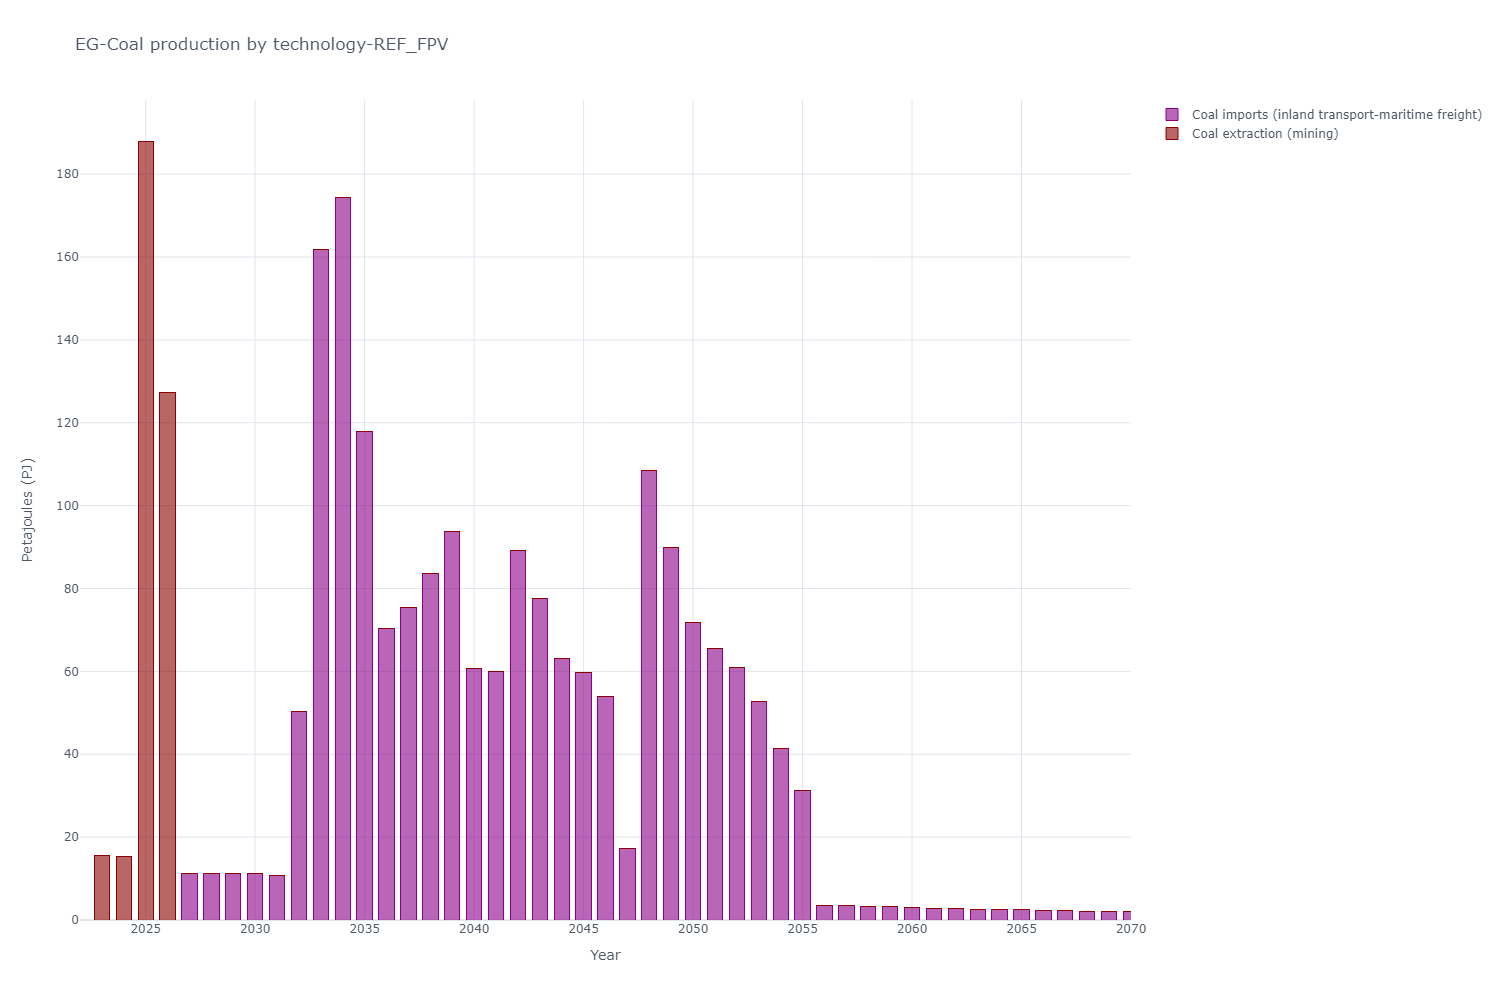 EG-Coal production by technology-REF_FPV
Coal imports (inland transport-maritime freight)
Coal extraction (mining)
180
160
140
120
100
80
60
40
20
0
Petajoules (PJ)
2025 2030 2035 2040 2045 2050 2055 2060 2065 2070
Year